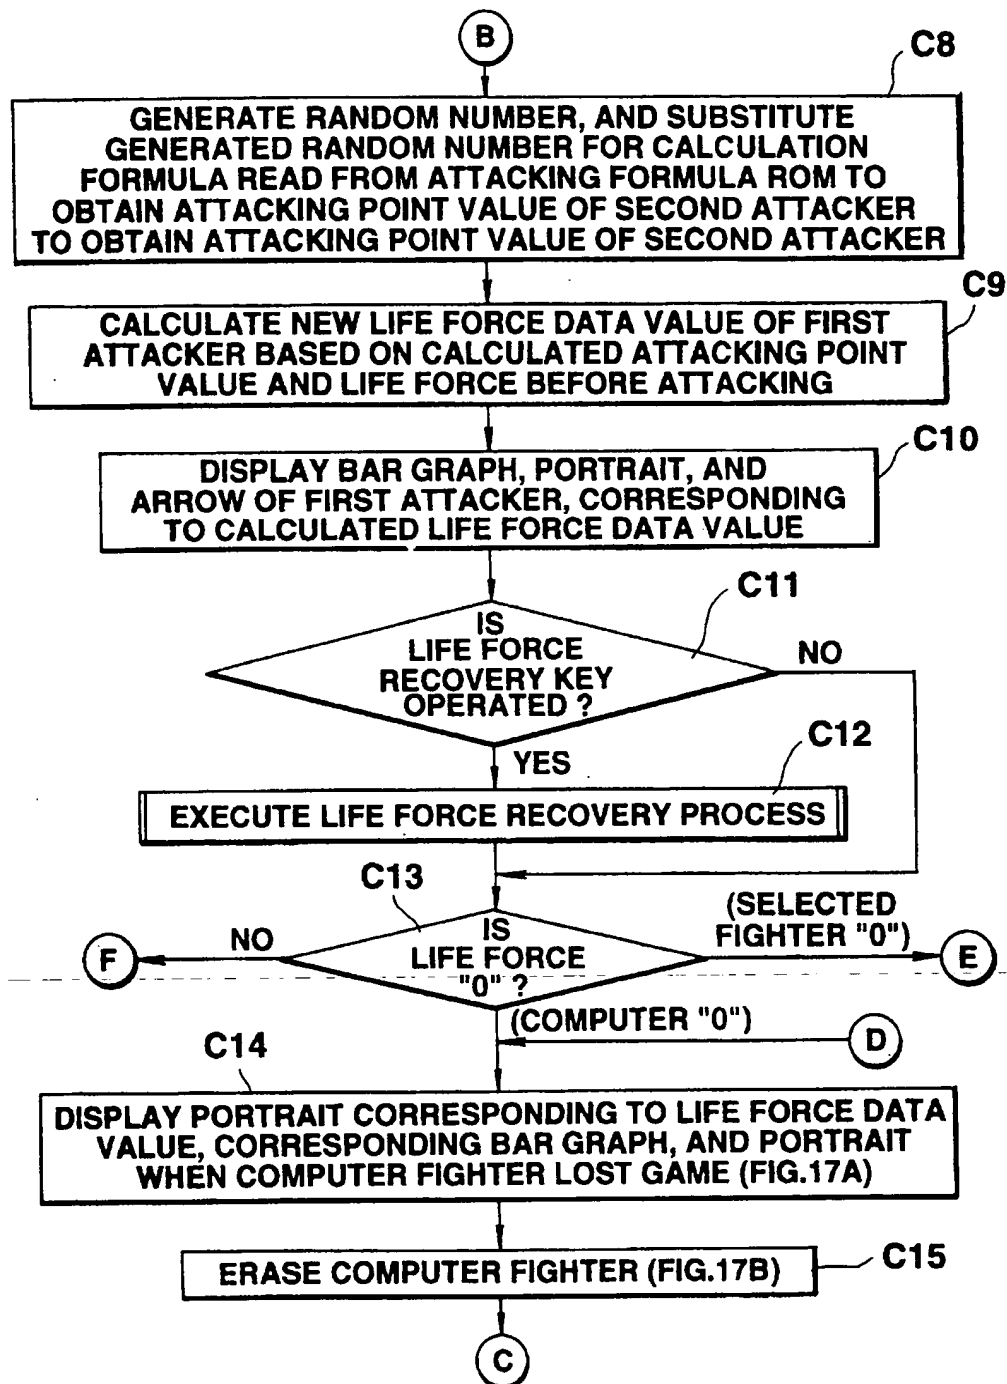 B
C8
GENERATE RANDOM NUMBER, AND SUBSTITUTE
GENERATED RANDOM NUMBER FOR CALCULATION
FORMULA READ FROM ATTACKING FORMULA ROM TO
OBTAIN ATTACKING POINT VALUE OF SECOND ATTACKER
TO OBTAIN ATTACKING POINT VALUE OF SECOND ATTACKER
C9
CALCULATE NEW LIFE FORCE DATA VALUE OF FIRST
ATTACKER BASED ON CALCULATED ATTACKING POINT
VALUE AND LIFE FORCE BEFORE ATTACKING
C10
DISPLAY BAR GRAPH, PORTRAIT, AND
ARROW OF FIRST ATTACKER, CORRESPONDING
TO CALCULATED LIFE FORCE DATA VALUE
C11
IS
LIFE FORCE
RECOVERY KEY
OPERATED ?
NO
YES
C12
EXECUTE LIFE FORCE RECOVERY PROCESS
C13
IS
LIFE FORCE
"0" ?
NO
F
(SELECTED
FIGHTER "0")
E
(COMPUTER "0")
D
C14
DISPLAY PORTRAIT CORRESPONDING TO LIFE FORCE DATA
VALUE, CORRESPONDING BAR GRAPH, AND PORTRAIT
WHEN COMPUTER FIGHTER LOST GAME (FIG.17A)
C15
ERASE COMPUTER FIGHTER (FIG.17B)
C